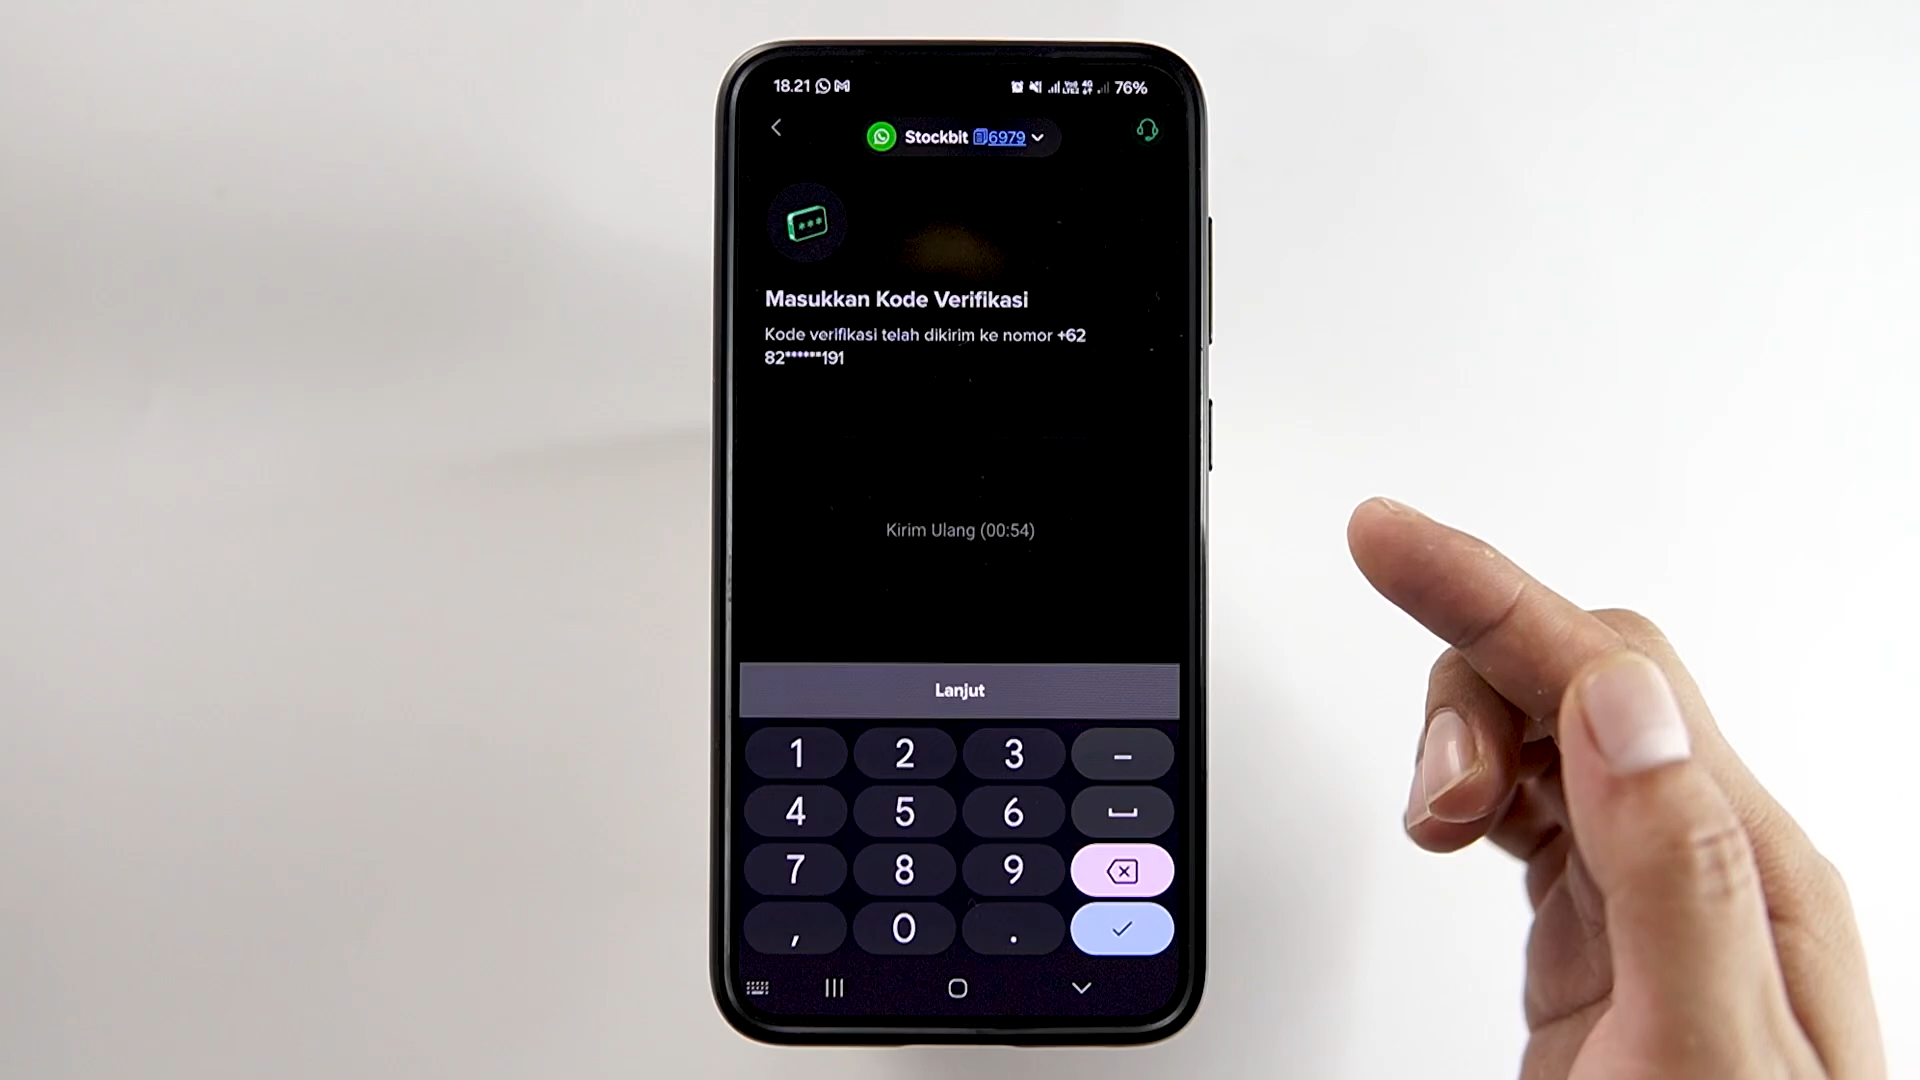 18.21 76%
Stockbit 6979
***
Masukkan Kode Verifikasi
Kode verifikasi telah dikirim ke nomor +62
82******191
Kirim Ulang (00:54)
Lanjut
1 2 3 –
4 5 6
7 8 9
, 0 .